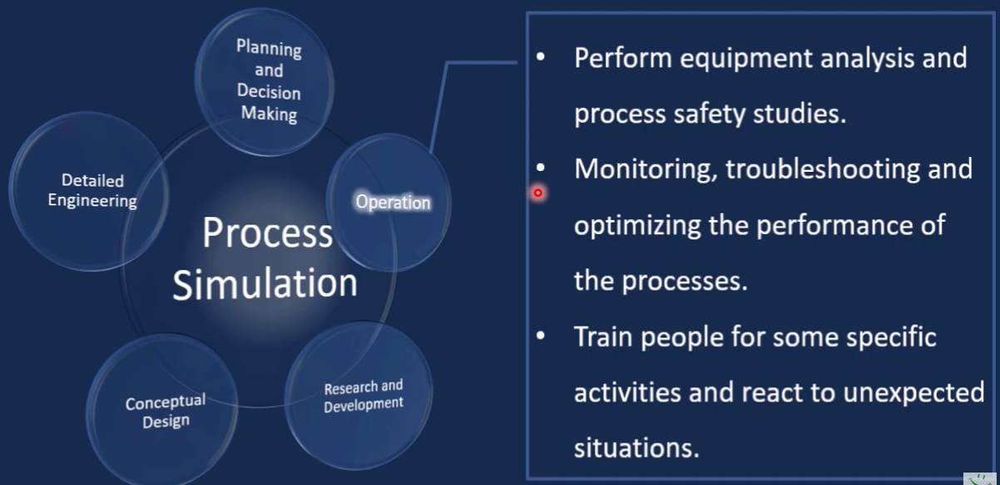 Planning
and
Decision
Making
Detailed
Engineering
Operation
Process
Simulation
Conceptual
Design
Research and
Development
• Perform equipment analysis and
process safety studies.
• Monitoring, troubleshooting and
optimizing the performance of
the processes.
• Train people for some specific
activities and react to unexpected
situations.